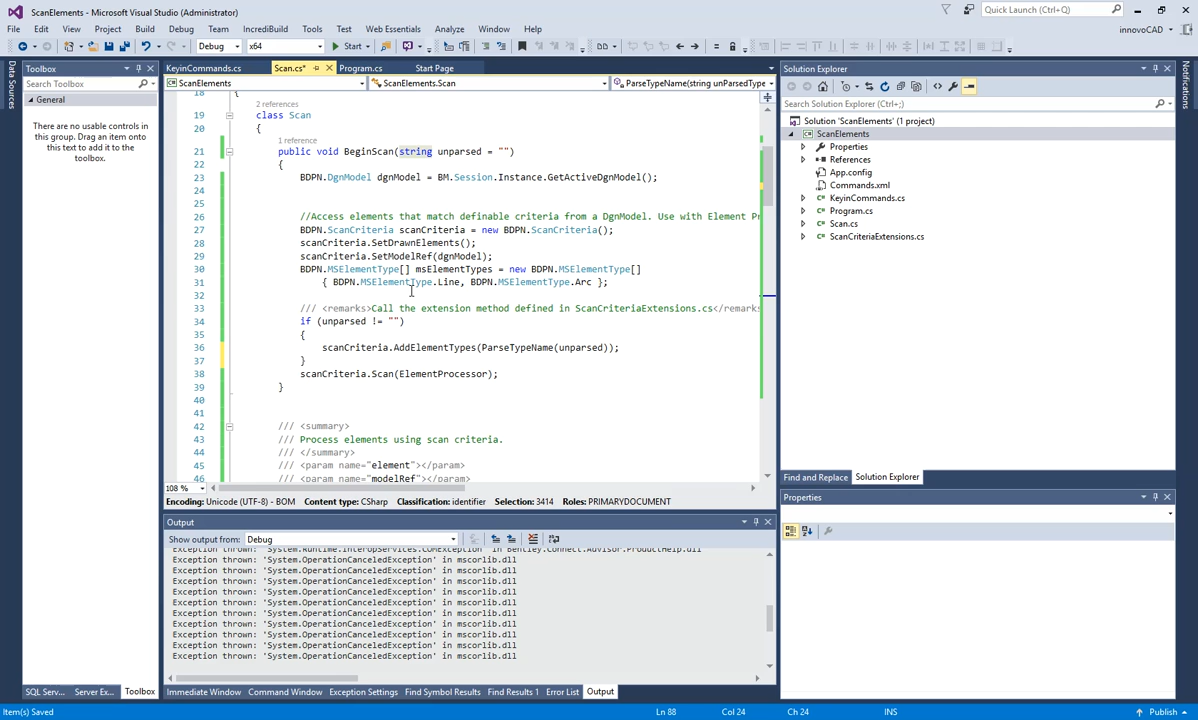 ScanElements - Microsoft Visual Studio (Administrator)
Quick Launch (Ctrl+Q)
File Edit View Project Build Debug Team IncrediBuild Tools Test Web Essentials Analyze Window Help
innovoCAD
Debug x64 Start
Data Sources
Toolbox
Search Toolbox
General
There are no usable controls in
this group. Drag an item onto
this text to add it to the
toolbox.
SQL Serv... Server Ex... Toolbox
KeyinCommands.cs Scan.cs* Program.cs Start Page
ScanElements ScanElements.Scan ParseTypeName(string unParsedType
18 {
2 references
19 class Scan
20 {
1 reference
21 public void BeginScan(string unparsed = "")
22 {
23 BDPN.DgnModel dgnModel = BM.Session.Instance.GetActiveDgnModel();
24
25
26 //Access elements that match definable criteria from a DgnModel. Use with Element Pr
27 BDPN.ScanCriteria scanCriteria = new BDPN.ScanCriteria();
28 scanCriteria.SetDrawnElements();
29 scanCriteria.SetModelRef(dgnModel);
30 BDPN.MSElementType[] msElementTypes = new BDPN.MSElementType[]
31 { BDPN.MSElementType.Line, BDPN.MSElementType.Arc };
32
33 /// <remarks>Call the extension method defined in ScanCriteriaExtensions.cs</remarks
34 if (unparsed != "")
35 {
36 scanCriteria.AddElementTypes(ParseTypeName(unparsed));
37 }
38 scanCriteria.Scan(ElementProcessor);
39 }
40
41
42 /// <summary>
43 /// Process elements using scan criteria.
44 /// </summary>
45 /// <param name="element"></param>
46 /// <param name="modelRef"></param>
108 %
Encoding: Unicode (UTF-8) - BOM Content type: CSharp Classification: identifier Selection: 3414 Roles: PRIMARYDOCUMENT
Output
Show output from: Debug
Exception thrown: 'System.Runtime.InteropServices.COMException' in Bentley.Connect.Advisor.ProductHelp.dll
Exception thrown: 'System.OperationCanceledException' in mscorlib.dll
Exception thrown: 'System.OperationCanceledException' in mscorlib.dll
Exception thrown: 'System.OperationCanceledException' in mscorlib.dll
Exception thrown: 'System.OperationCanceledException' in mscorlib.dll
Exception thrown: 'System.OperationCanceledException' in mscorlib.dll
Exception thrown: 'System.OperationCanceledException' in mscorlib.dll
Exception thrown: 'System.OperationCanceledException' in mscorlib.dll
Exception thrown: 'System.OperationCanceledException' in mscorlib.dll
Exception thrown: 'System.OperationCanceledException' in mscorlib.dll
Exception thrown: 'System.OperationCanceledException' in mscorlib.dll
Immediate Window Command Window Exception Settings Find Symbol Results Find Results 1 Error List Output
Solution Explorer
Search Solution Explorer (Ctrl+;)
Solution 'ScanElements' (1 project)
ScanElements
Properties
References
App.config
Commands.xml
KeyinCommands.cs
Program.cs
Scan.cs
ScanCriteriaExtensions.cs
Find and Replace Solution Explorer
Properties
Notifications
Item(s) Saved Ln 88 Col 24 Ch 24 INS Publish